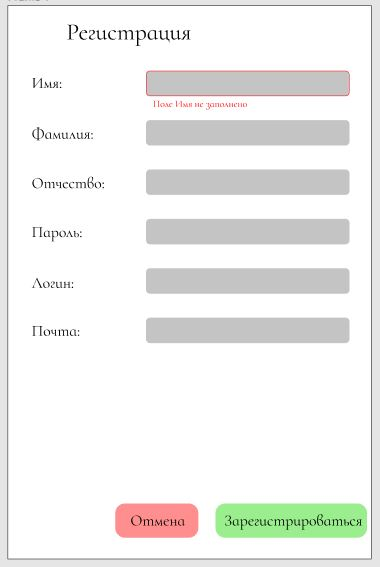 Регистрация
Имя:
Поле Имя не заполнено
Фамилия:
Отчество:
Пароль:
Логин:
Почта:
Отмена
Зарегистрироваться